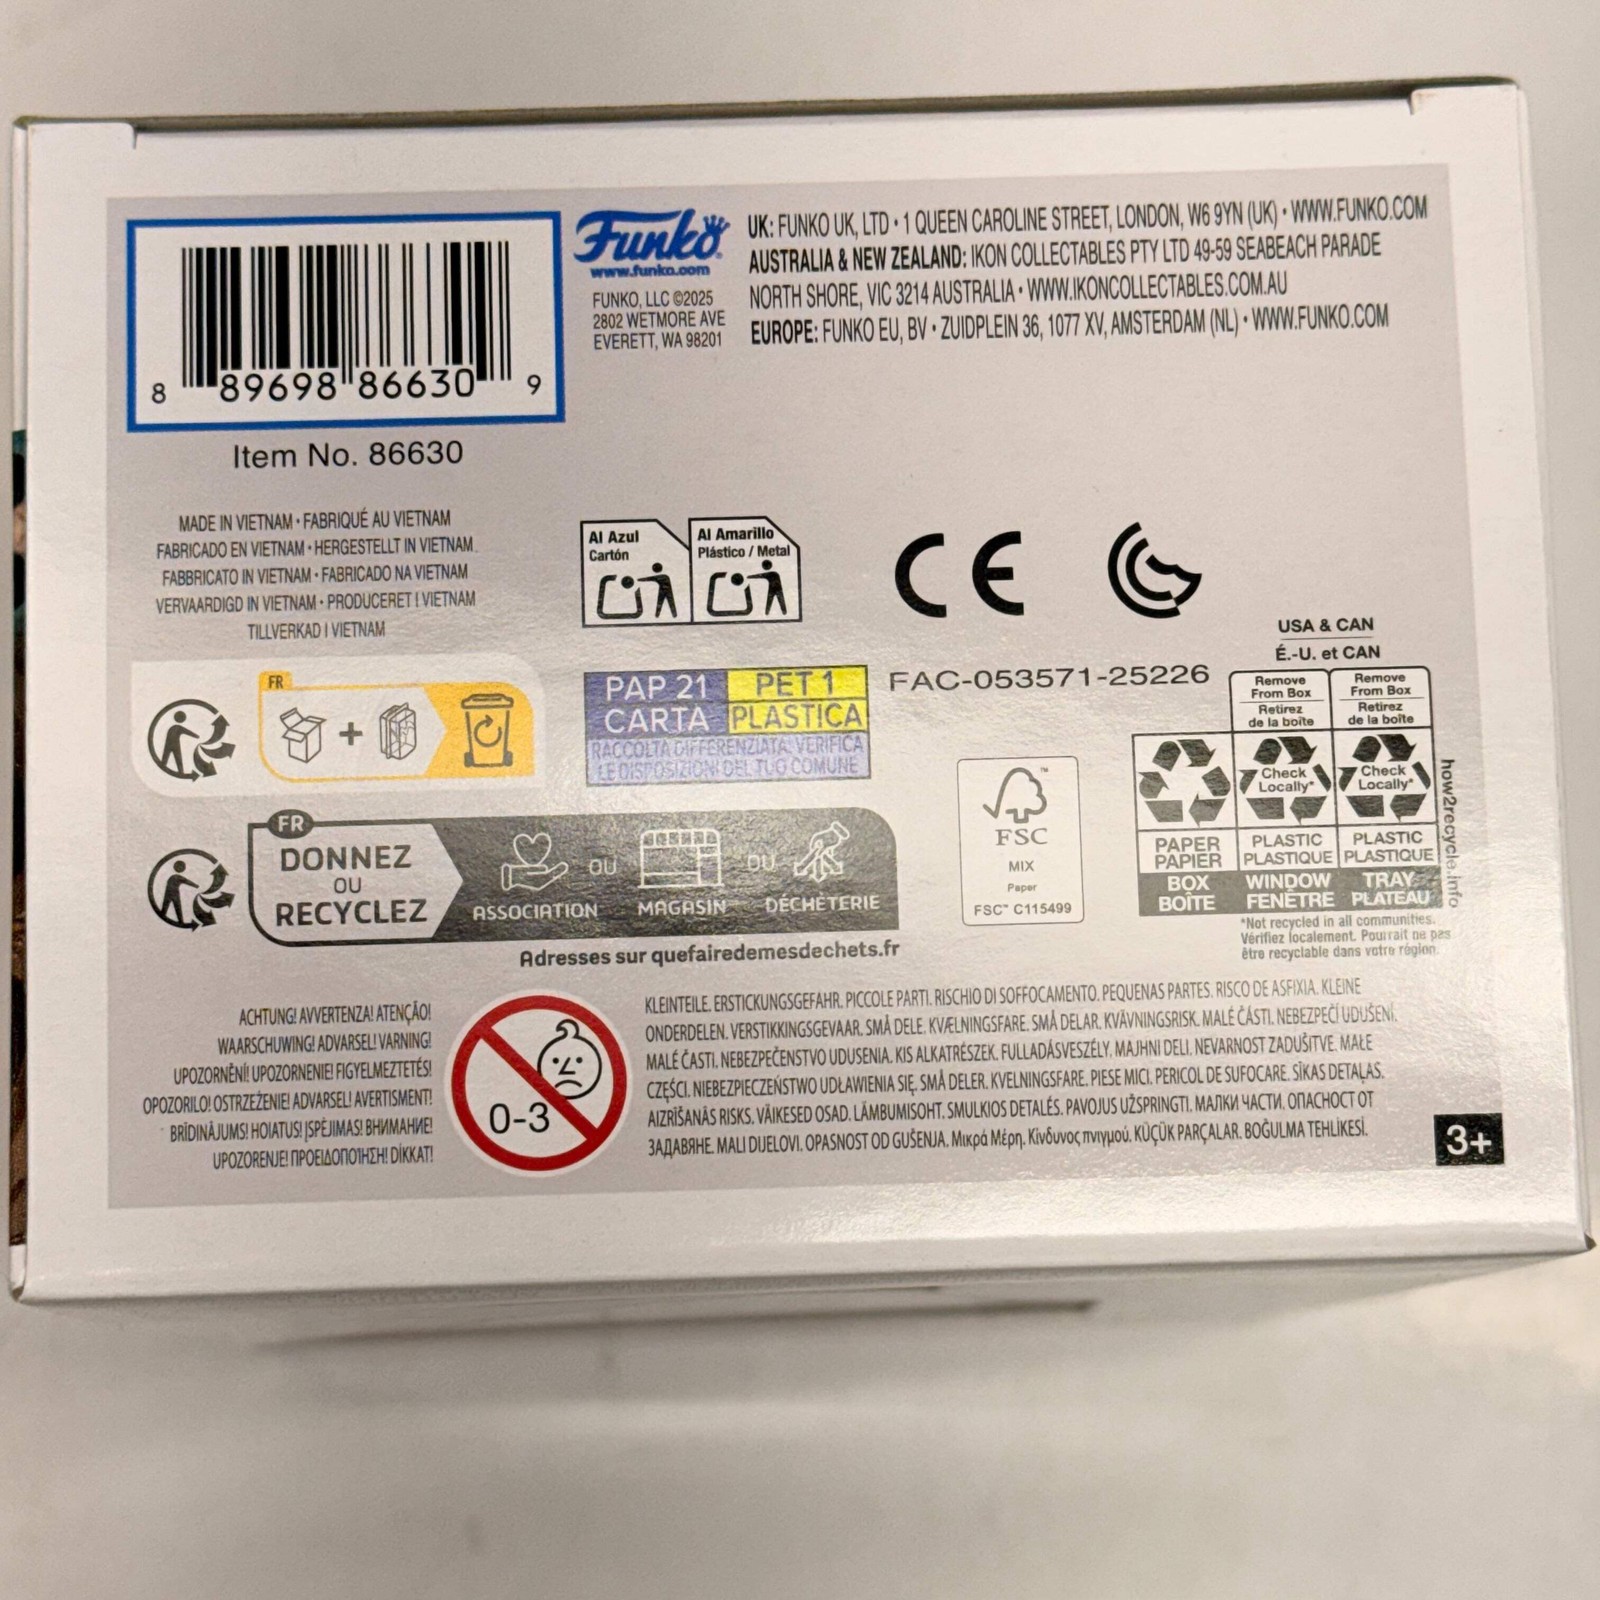 8 89698 86630 9
Item No. 86630
Funko
www.funko.com
FUNKO, LLC ©2025
2802 WETMORE AVE
EVERETT, WA 98201
UK: FUNKO UK, LTD • 1 QUEEN CAROLINE STREET, LONDON, W6 9YN (UK) • WWW.FUNKO.COM
AUSTRALIA & NEW ZEALAND: IKON COLLECTABLES PTY LTD 49-59 SEABEACH PARADE
NORTH SHORE, VIC 3214 AUSTRALIA • WWW.IKONCOLLECTABLES.COM.AU
EUROPE: FUNKO EU, BV • ZUIDPLEIN 36, 1077 XV, AMSTERDAM (NL) • WWW.FUNKO.COM
MADE IN VIETNAM • FABRIQUÉ AU VIETNAM
FABRICADO EN VIETNAM • HERGESTELLT IN VIETNAM
FABBRICATO IN VIETNAM • FABRICADO NA VIETNAM
VERVAARDIGD IN VIETNAM • PRODUCERET I VIETNAM
TILLVERKAD I VIETNAM
Al Azul
Cartón
Al Amarillo
Plástico / Metal
CE
FR
+
PAP 21
CARTA
PET 1
PLASTICA
RACCOLTA DIFFERENZIATA. VERIFICA
LE DISPOSIZIONI DEL TUO COMUNE
FAC-053571-25226
USA & CAN
É.-U. et CAN
Remove
From Box
Retirez
de la boîte
Remove
From Box
Retirez
de la boîte
Check
Locally*
Check
Locally*
PAPER
PAPIER
PLASTIC
PLASTIQUE
PLASTIC
PLASTIQUE
BOX
BOÎTE
WINDOW
FENÊTRE
TRAY
PLATEAU
how2recycle.info
*Not recycled in all communities.
Vérifiez localement. Pourrait ne pas
être recyclable dans votre région.
FSC
MIX
Paper
FSC™ C115499
FR
DONNEZ
OU
RECYCLEZ
ASSOCIATION
OU
MAGASIN
OU
DÉCHÈTERIE
Adresses sur quefairedemesdechets.fr
ACHTUNG! AVVERTENZA! ATENÇÃO!
WAARSCHUWING! ADVARSEL! VARNING!
UPOZORNĚNÍ! UPOZORNENIE! FIGYELMEZTETÉS!
OPOZORILO! OSTRZEŻENIE! ADVARSEL! AVERTISMENT!
BRĪDINĀJUMS! HOIATUS! ĮSPĖJIMAS! ВНИМАНИЕ!
UPOZORENJE! ΠΡΟΕΙΔΟΠΟΊΗΣΗ! DİKKAT!
0-3
KLEINTEILE. ERSTICKUNGSGEFAHR. PICCOLE PARTI. RISCHIO DI SOFFOCAMENTO. PEQUENAS PARTES. RISCO DE ASFIXIA. KLEINE
ONDERDELEN. VERSTIKKINGSGEVAAR. SMÅ DELE. KVÆLNINGSFARE. SMÅ DELAR. KVÄVNINGSRISK. MALÉ ČÁSTI. NEBEZPEČÍ UDUŠENÍ.
MALÉ ČASTI. NEBEZPEČENSTVO UDUSENIA. KIS ALKATRÉSZEK. FULLADÁSVESZÉLY. MAJHNI DELI. NEVARNOST ZADUŠITVE. MAŁE
CZĘŚCI. NIEBEZPIECZEŃSTWO UDŁAWIENIA SIĘ. SMÅ DELER. KVELNINGSFARE. PIESE MICI. PERICOL DE SUFOCARE. SĪKAS DETAĻAS.
AIZRĪŠANĀS RISKS. VÄIKESED OSAD. LÄMBUMISOHT. SMULKIOS DETALĖS. PAVOJUS UŽSPRINGTI. МАЛКИ ЧАСТИ. ОПАСНОСТ ОТ
ЗАДАВЯНЕ. MALI DIJELOVI. OPASNOST OD GUŠENJA. Μικρά Μέρη. Κίνδυνος πνιγμού. KÜÇÜK PARÇALAR. BOĞULMA TEHLİKESİ.
3+